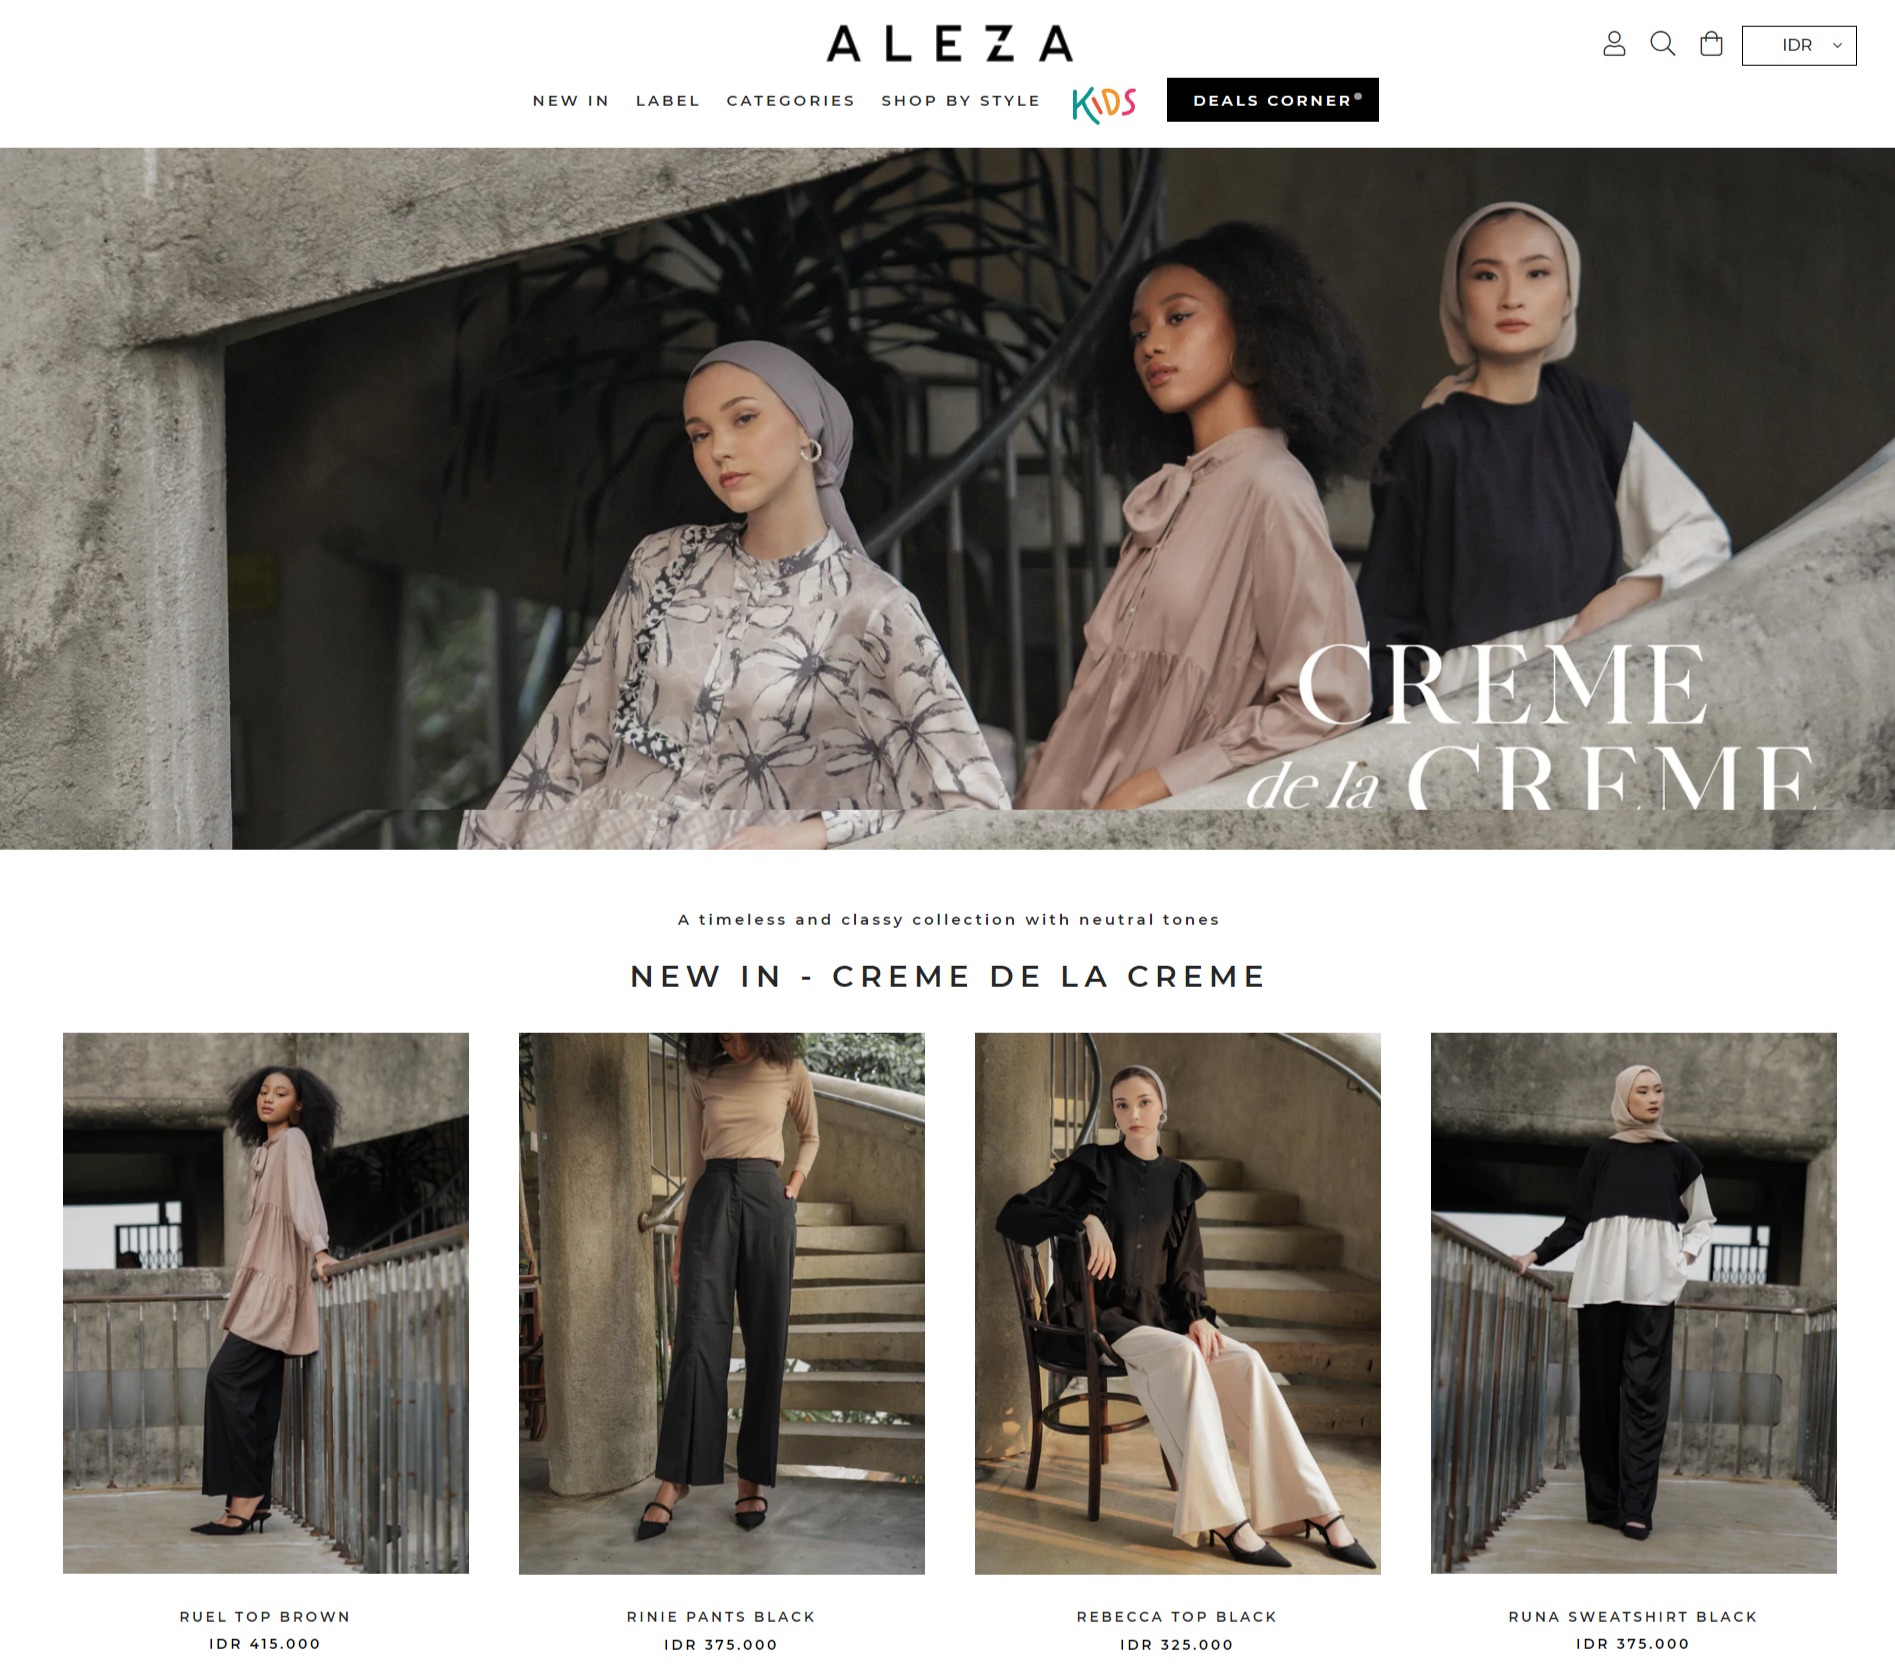 ALEZA
IDR
NEW IN LABEL CATEGORIES SHOP BY STYLE KIDS DEALS CORNER
CREME
de la CREME
A timeless and classy collection with neutral tones
NEW IN - CREME DE LA CREME
RUEL TOP BROWN
IDR 415.000
RINIE PANTS BLACK
IDR 375.000
REBECCA TOP BLACK
IDR 325.000
RUNA SWEATSHIRT BLACK
IDR 375.000